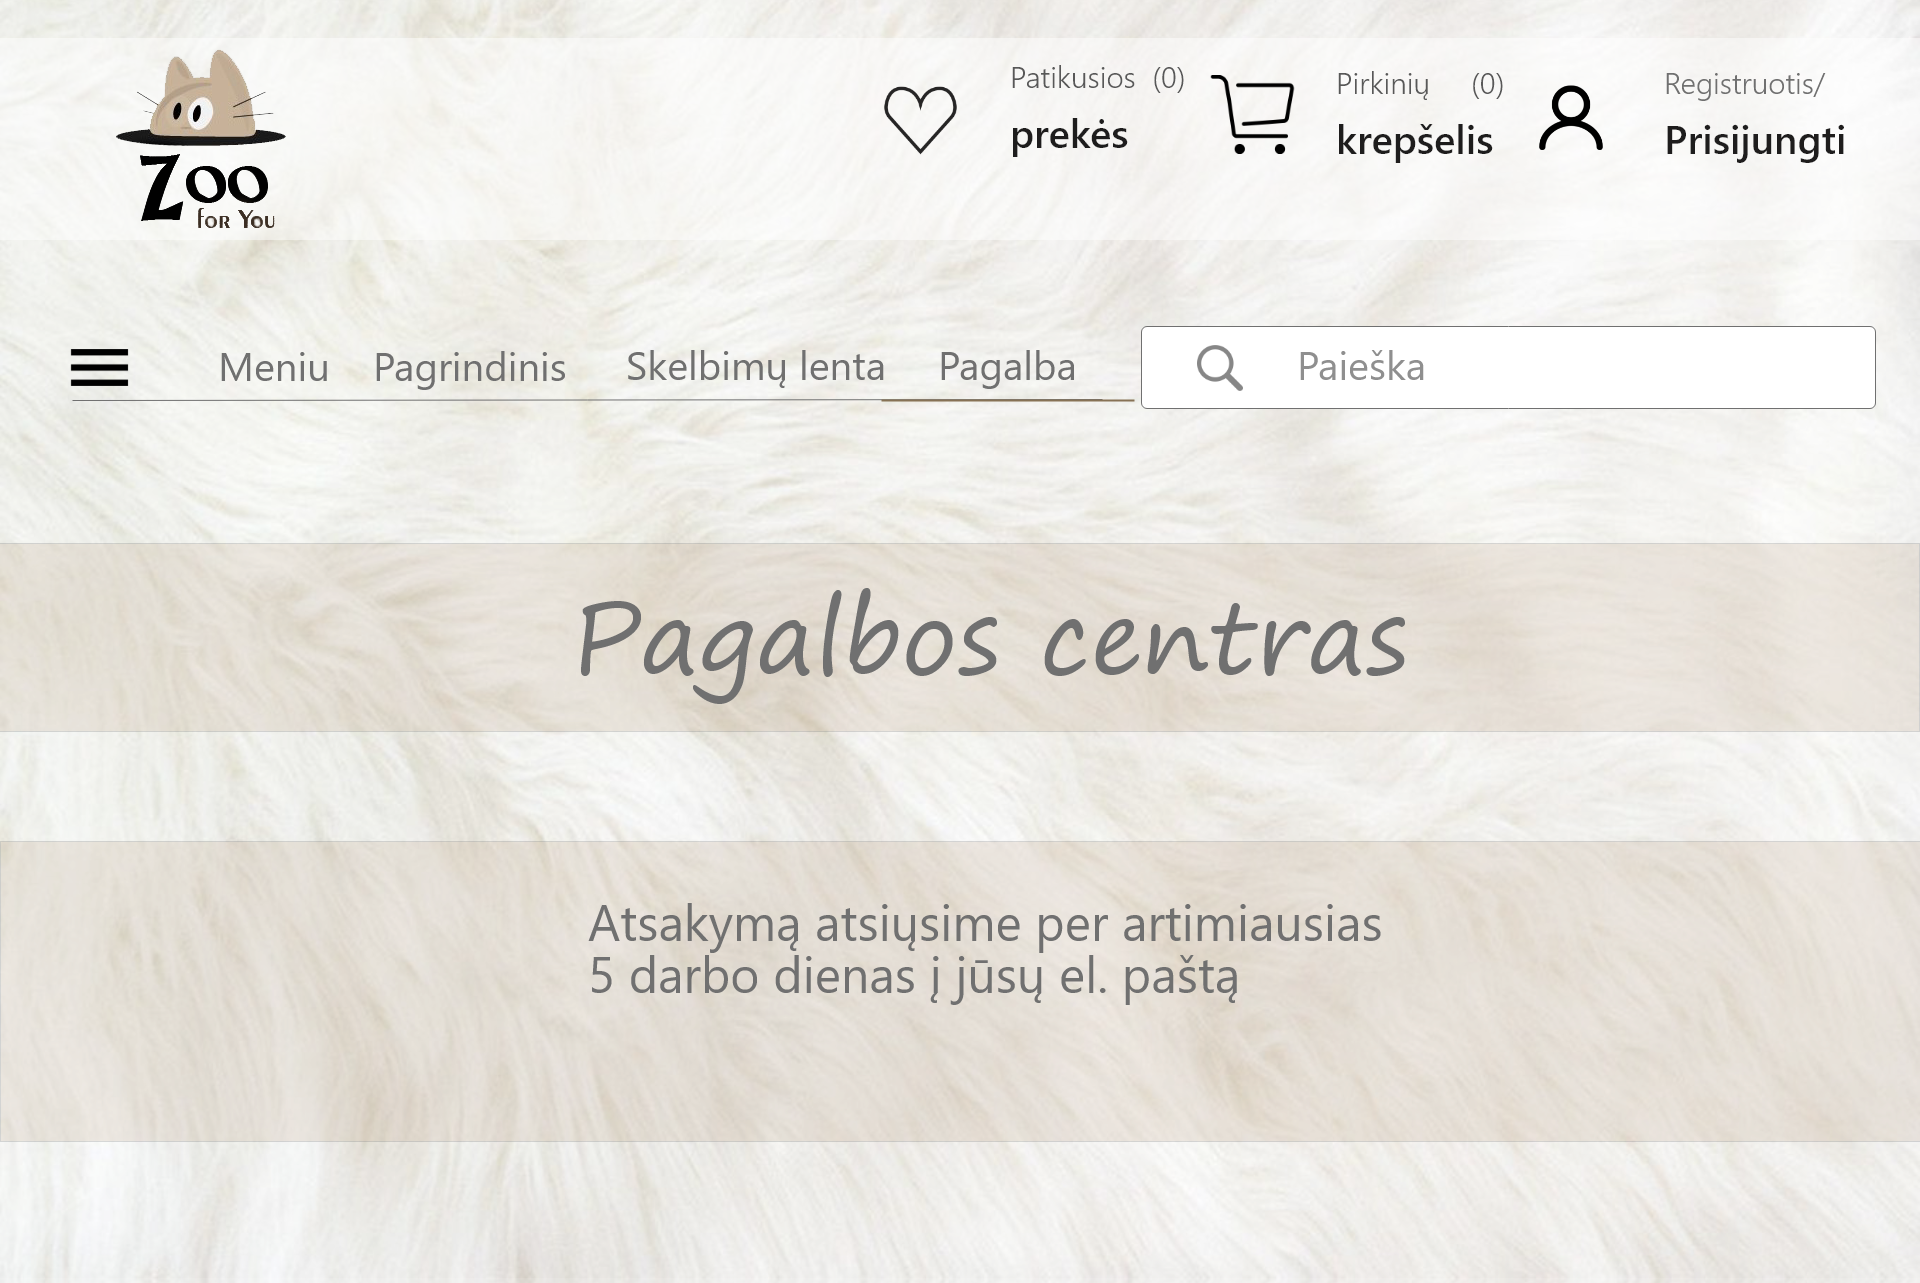 Patikusios (0)
prekės
Pirkinių (0)
krepšelis
Registruotis/
Prisijungti
Zoo
for You
Meniu Pagrindinis Skelbimų lenta Pagalba Paieška
Pagalbos centras
Atsakymą atsiųsime per artimiausias
5 darbo dienas į jūsų el. paštą